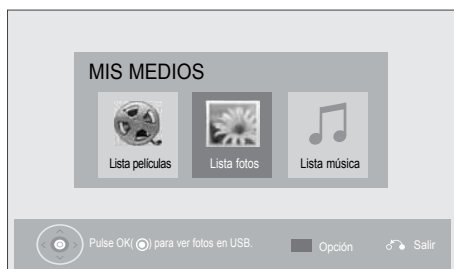 MIS MEDIOS
Lista películas Lista fotos Lista música
Pulse OK(◉) para ver fotos en USB. Opción Salir